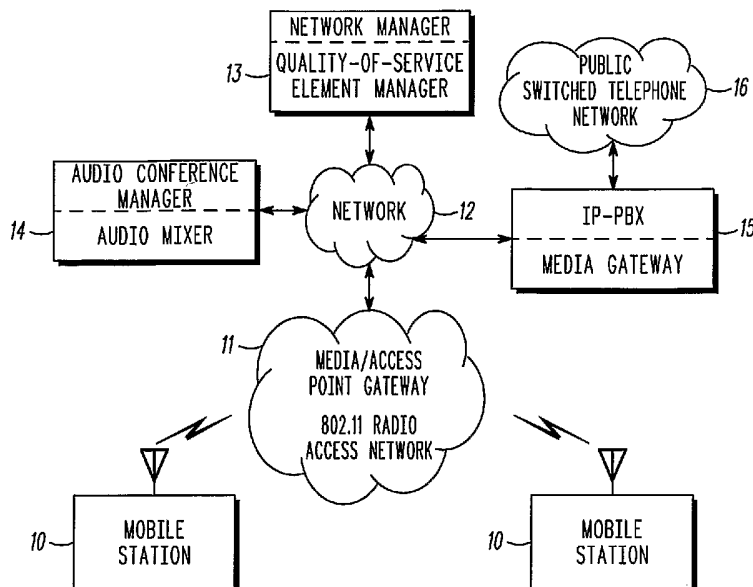 NETWORK MANAGER
13
QUALITY-OF-SERVICE
ELEMENT MANAGER
PUBLIC
SWITCHED TELEPHONE
NETWORK
16
AUDIO CONFERENCE
MANAGER
14
AUDIO MIXER
NETWORK
12
IP-PBX
15
MEDIA GATEWAY
11
MEDIA/ACCESS
POINT GATEWAY
802.11 RADIO
ACCESS NETWORK
10
MOBILE
STATION
10
MOBILE
STATION